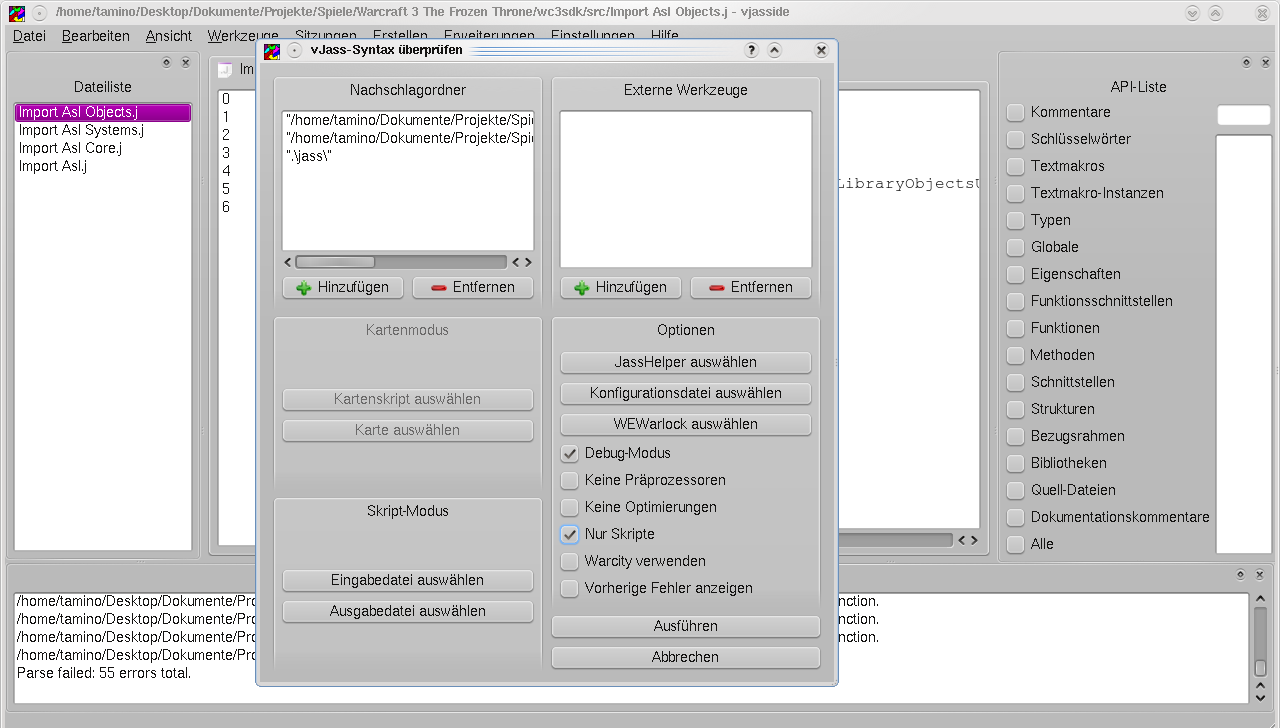 /home/tamino/Desktop/Dokumente/Projekte/Spiele/Warcraft 3 The Frozen Throne/wc3sdk/src/Import Asl Objects.j - vjasside
Datei Bearbeiten Ansicht Werkzeuge Sitzungen Erstellen Erweiterungen Einstellungen Hilfe
Dateiliste
Import Asl Objects.j
Import Asl Systems.j
Import Asl Core.j
Import Asl.j
Im
0
1
2
3
4
5
6
LibraryObjectsU
vJass-Syntax überprüfen
Nachschlagordner
"/home/tamino/Dokumente/Projekte/Spi
"/home/tamino/Dokumente/Projekte/Spi
".\jass\"
Hinzufügen Entfernen
Externe Werkzeuge
Hinzufügen Entfernen
Kartenmodus
Kartenskript auswählen
Karte auswählen
Skript-Modus
Eingabedatei auswählen
Ausgabedatei auswählen
Optionen
JassHelper auswählen
Konfigurationsdatei auswählen
WEWarlock auswählen
Debug-Modus
Keine Präprozessoren
Keine Optimierungen
Nur Skripte
Warcity verwenden
Vorherige Fehler anzeigen
Ausführen
Abbrechen
API-Liste
Kommentare
Schlüsselwörter
Textmakros
Textmakro-Instanzen
Typen
Globale
Eigenschaften
Funktionsschnittstellen
Funktionen
Methoden
Schnittstellen
Strukturen
Bezugsrahmen
Bibliotheken
Quell-Dateien
Dokumentationskommentare
Alle
/home/tamino/Desktop/Dokumente/Pro nction.
/home/tamino/Desktop/Dokumente/Pro nction.
/home/tamino/Desktop/Dokumente/Pro nction.
/home/tamino/Desktop/Dokumente/Pro
Parse failed: 55 errors total.